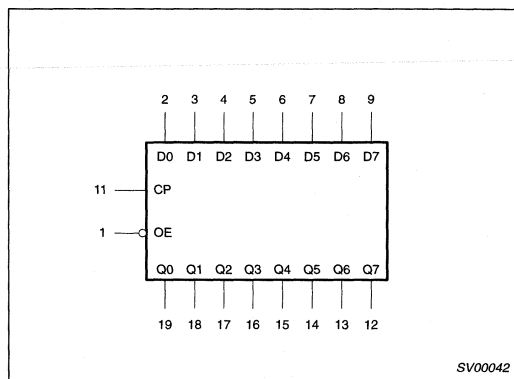 2 3 4 5 6 7 8 9
D0 D1 D2 D3 D4 D5 D6 D7
11 CP
1 OE
Q0 Q1 Q2 Q3 Q4 Q5 Q6 Q7
19 18 17 16 15 14 13 12
SV00042